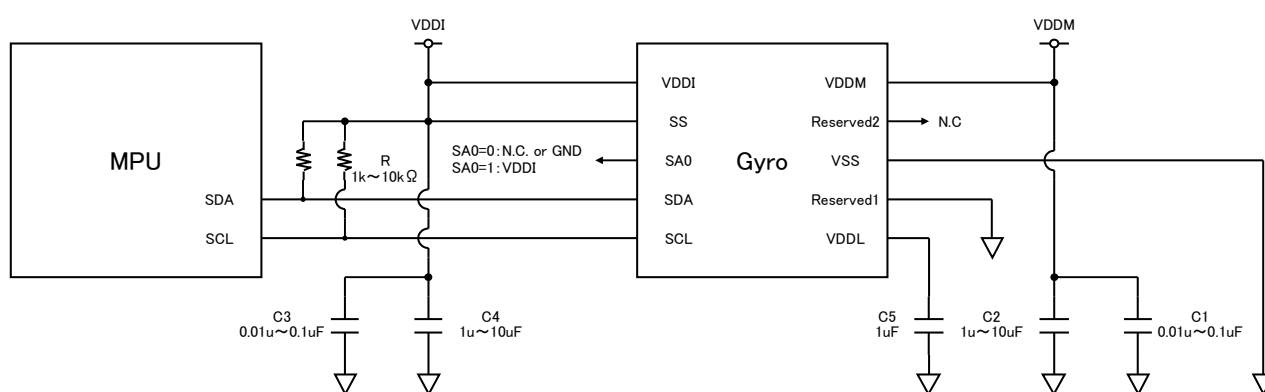 VDDI
VDDM
VDDI
VDDM
SS
Reserved2
N.C
MPU
R
1k～10kΩ
SA0=0：N.C. or GND
SA0=1：VDDI
SA0
Gyro
VSS
SDA
SDA
Reserved1
SCL
SCL
VDDL
C3
0.01u～0.1uF
C4
1u～10uF
C5
1uF
C2
1u～10uF
C1
0.01u～0.1uF